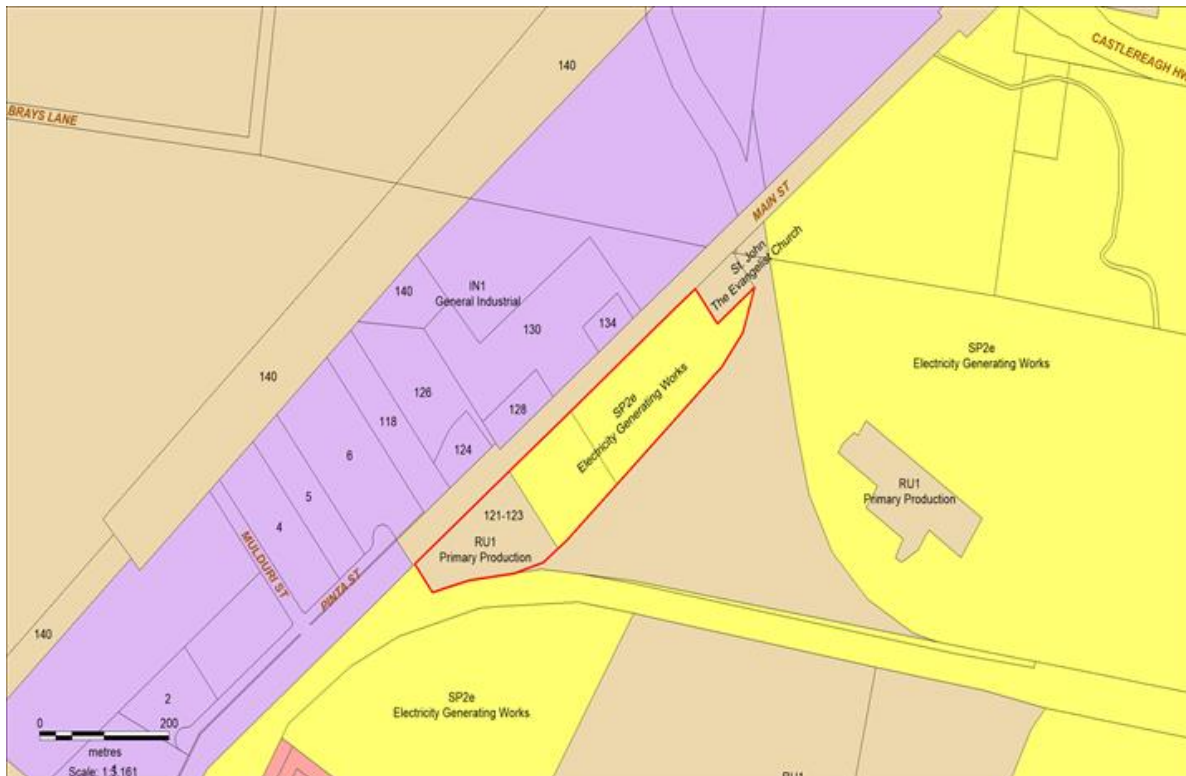 140
CASTLEREAGH HW
BRAYS LANE
MAIN ST
St. John
The Evangelist Church
IN1
General Industrial
140
130
134
SP2e
Electricity Generating Works
140
126
SP2e
Electricity Generating Works
128
118
124
6
RU1
Primary Production
5
121-123
4
RU1
Primary Production
MULDURI ST
PINTA ST
140
2
SP2e
Electricity Generating Works
0
200
metres
RU1